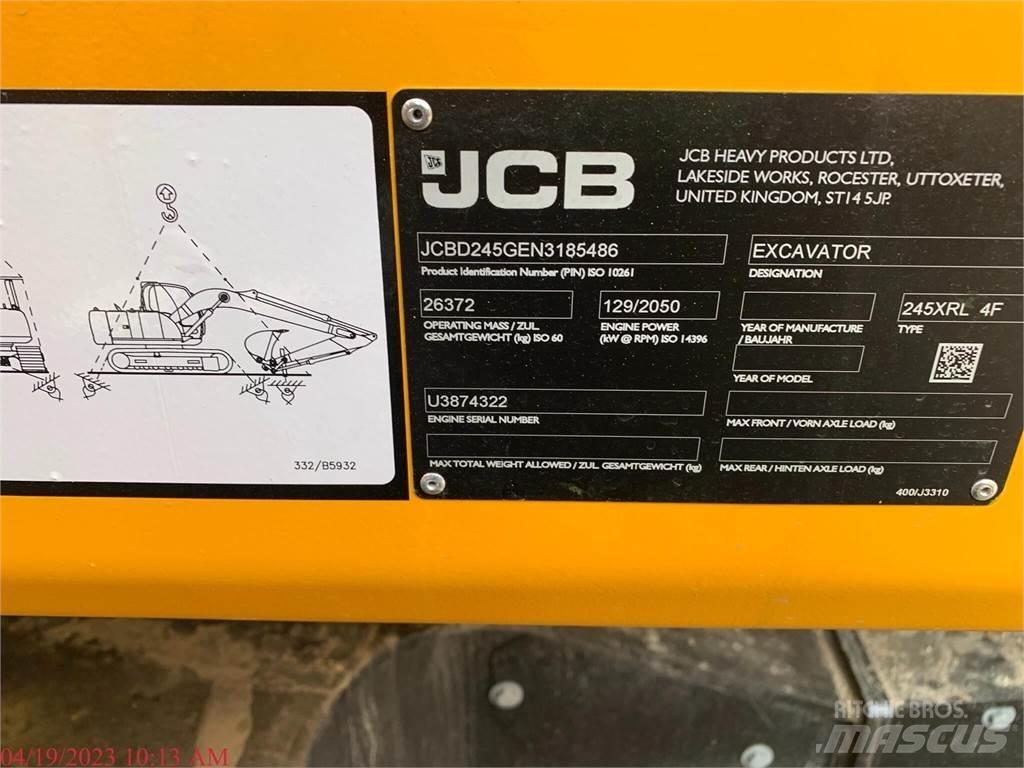 JCB
JCB HEAVY PRODUCTS LTD,
LAKESIDE WORKS, ROCESTER, UTTOXETER,
UNITED KINGDOM, ST14 5JP.
JCBD245GEN3185486
Product Identification Number (PIN) ISO 10261
EXCAVATOR
DESIGNATION
26372
OPERATING MASS / ZUL.
GESAMTGEWICHT (kg) ISO 60
129/2050
ENGINE POWER
(kW @ RPM) ISO 14396
YEAR OF MANUFACTURE
/ BAUJAHR
245XRL 4F
TYPE
YEAR OF MODEL
U3874322
ENGINE SERIAL NUMBER
MAX FRONT / VORN AXLE LOAD (kg)
MAX TOTAL WEIGHT ALLOWED / ZUL. GESAMTGEWICHT (kg)
MAX REAR / HINTEN AXLE LOAD (kg)
400/J3310
332/B5932
04/19/2023 10:13 AM
RITCHIE BROS.
MASCUS